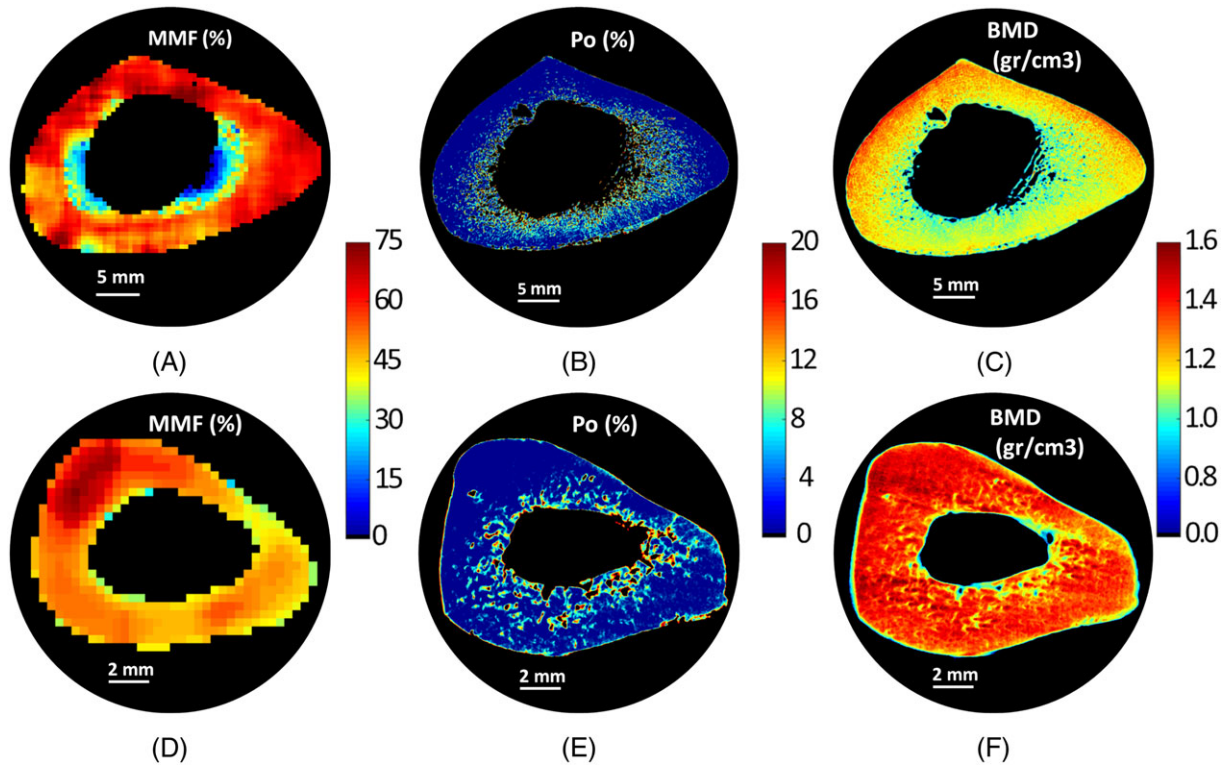 MMF (%)
Po (%)
BMD
(gr/cm3)
5 mm
5 mm
5 mm
75
60
45
30
15
0
20
16
12
8
4
0
1.6
1.4
1.2
1.0
0.8
0.0
(A)
(B)
(C)
MMF (%)
Po (%)
BMD
(gr/cm3)
2 mm
2 mm
2 mm
(D)
(E)
(F)